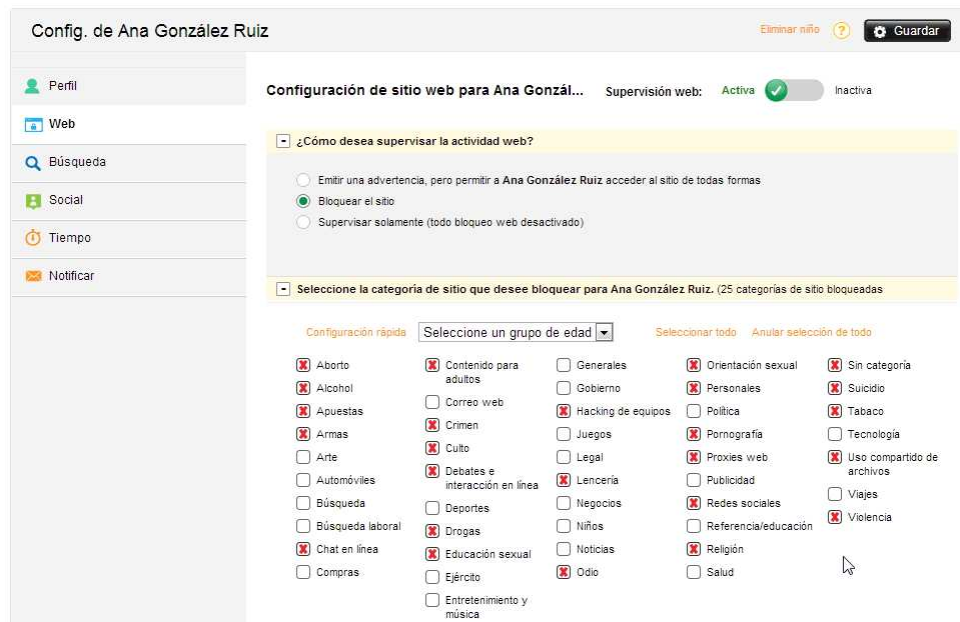 Config. de Ana González Ruiz
Eliminar niño
?
Guardar
Perfil
Web
Búsqueda
Social
Tiempo
Notificar
Configuración de sitio web para Ana Gonzál...
Supervisión web:
Activa
Inactiva
¿Cómo desea supervisar la actividad web?
Emitir una advertencia, pero permitir a Ana González Ruiz acceder al sitio de todas formas
Bloquear el sitio
Supervisar solamente (todo bloqueo web desactivado)
Seleccione la categoría de sitio que desee bloquear para Ana González Ruiz. (25 categorías de sitio bloqueadas
Configuración rápida
Seleccione un grupo de edad
Seleccionar todo
Anular selección de todo
Aborto
Alcohol
Apuestas
Armas
Arte
Automóviles
Búsqueda
Búsqueda laboral
Chat en línea
Compras
Contenido para
adultos
Correo web
Crimen
Culto
Debates e
interacción en línea
Deportes
Drogas
Educación sexual
Ejército
Entretenimiento y
música
Generales
Gobierno
Hacking de equipos
Juegos
Legal
Lencería
Negocios
Niños
Noticias
Odio
Orientación sexual
Personales
Política
Pornografía
Proxies web
Publicidad
Redes sociales
Referencia/educación
Religión
Salud
Sin categoría
Suicidio
Tabaco
Tecnología
Uso compartido de
archivos
Viajes
Violencia